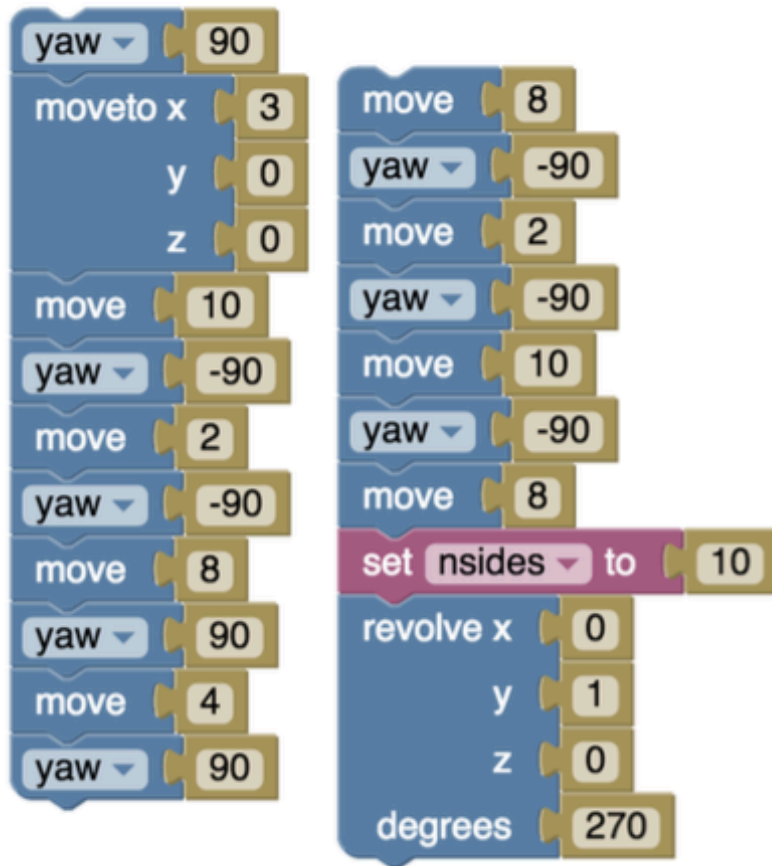 yaw 90
moveto x 3
y 0
z 0
move 10
yaw -90
move 2
yaw -90
move 8
yaw 90
move 4
yaw 90
move 8
yaw -90
move 2
yaw -90
move 10
yaw -90
move 8
set nsides to 10
revolve x 0
y 1
z 0
degrees 270